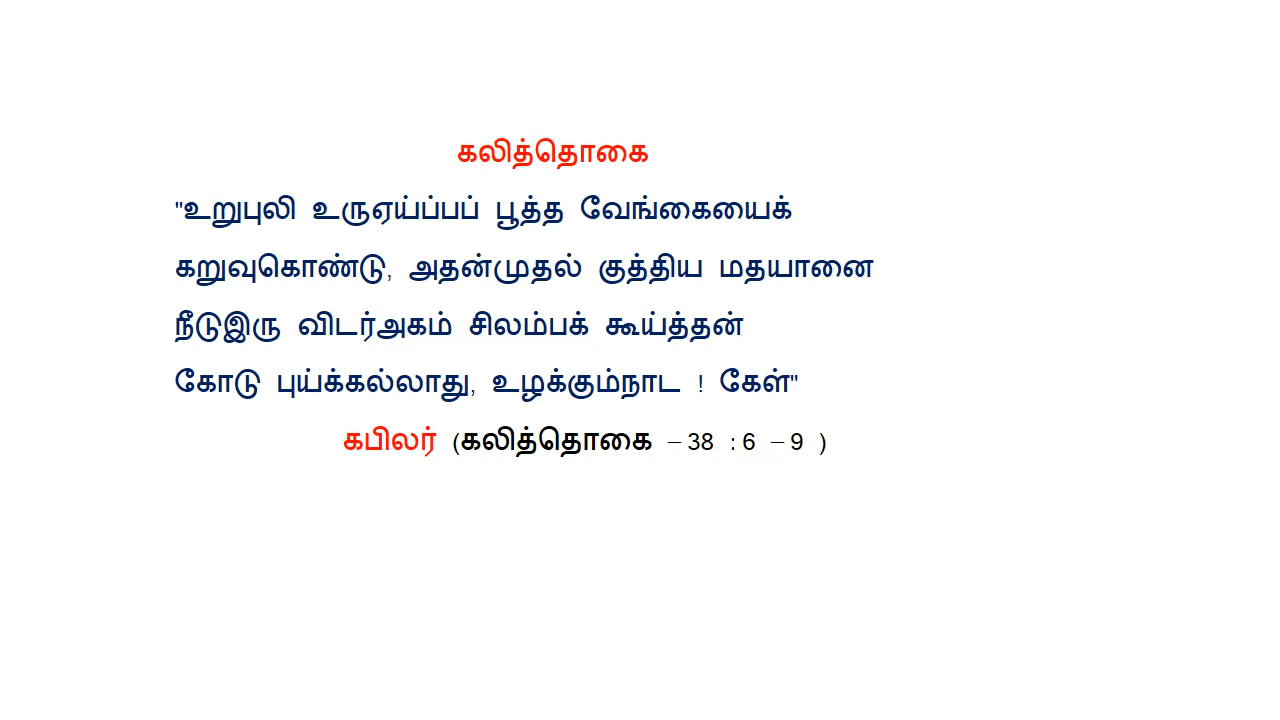 கலித்தொகை
"உறுபுலி உருஏய்ப்பப் பூத்த வேங்கையைக்
கறுவுகொண்டு, அதன்முதல் குத்திய மதயானை
நீடுஇரு விடர்அகம் சிலம்பக் கூய்த்தன்
கோடு புய்க்கல்லாது, உழக்கும்நாட ! கேள்"
கபிலர் (கலித்தொகை – 38 : 6 – 9 )